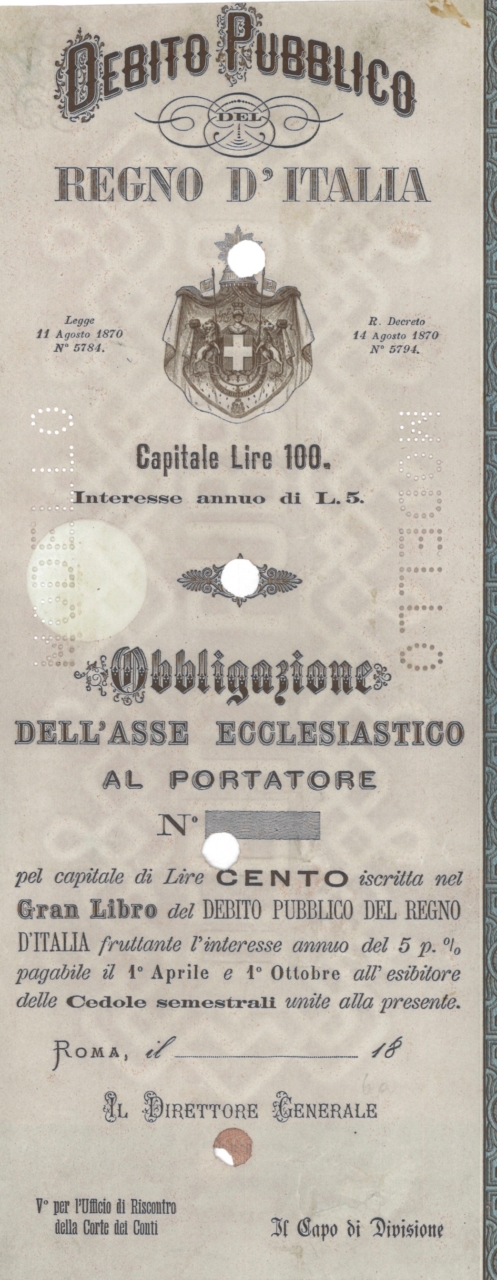 DEBITO PUBBLICO
DEL
REGNO D'ITALIA
Legge
11 Agosto 1870
N° 5784.
R. Decreto
14 Agosto 1870
N° 5794.
Capitale Lire 100.
Interesse annuo di L. 5.
MODELLO
MODELLO
Obbligazione
DELL'ASSE ECCLESIASTICO
AL PORTATORE
N°
pel capitale di Lire CENTO iscritta nel
Gran Libro del DEBITO PUBBLICO DEL REGNO
D'ITALIA fruttante l'interesse annuo del 5 p. %
pagabile il 1° Aprile e 1° Ottobre all'esibitore
delle Cedole semestrali unite alla presente.
ROMA, il 18
IL DIRETTORE GENERALE
V° per l'Ufficio di Riscontro
della Corte dei Conti
Il Capo di Divisione